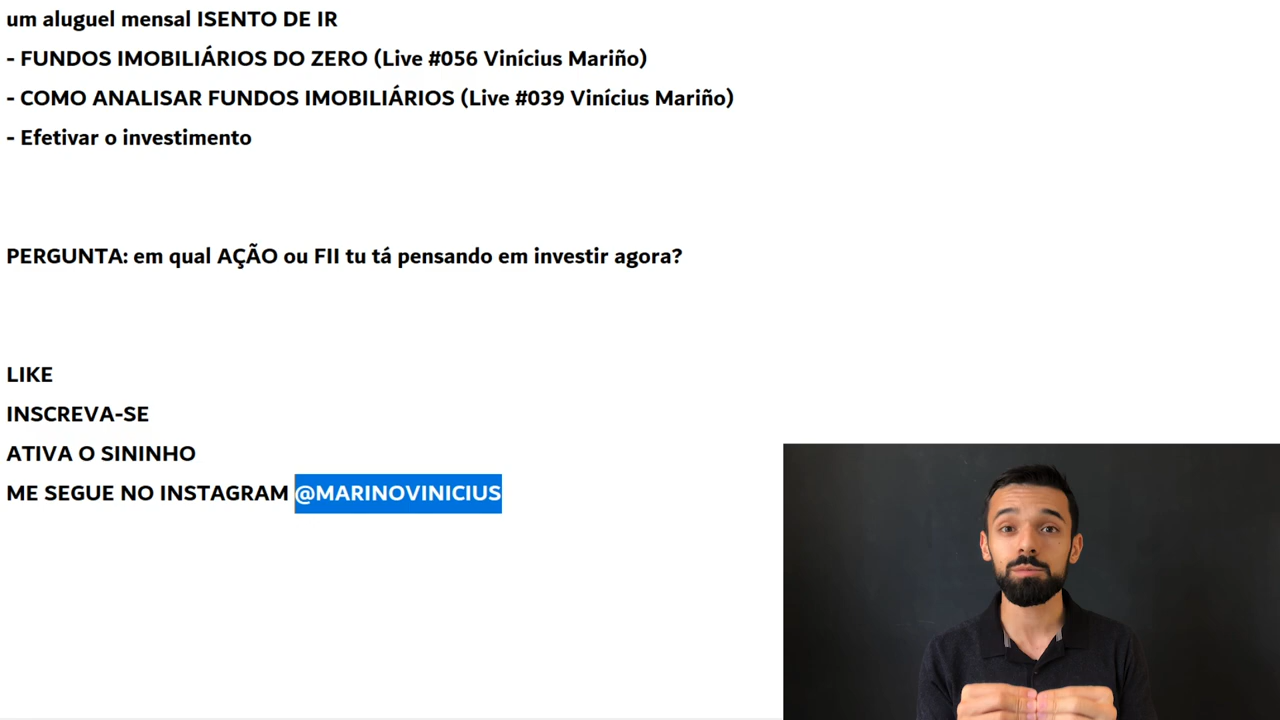 um aluguel mensal ISENTO DE IR
- FUNDOS IMOBILIÁRIOS DO ZERO (Live #056 Vinícius Mariño)
- COMO ANALISAR FUNDOS IMOBILIÁRIOS (Live #039 Vinícius Mariño)
- Efetivar o investimento
PERGUNTA: em qual AÇÃO ou FII tu tá pensando em investir agora?
LIKE
INSCREVA-SE
ATIVA O SININHO
ME SEGUE NO INSTAGRAM @MARINOVINICIUS